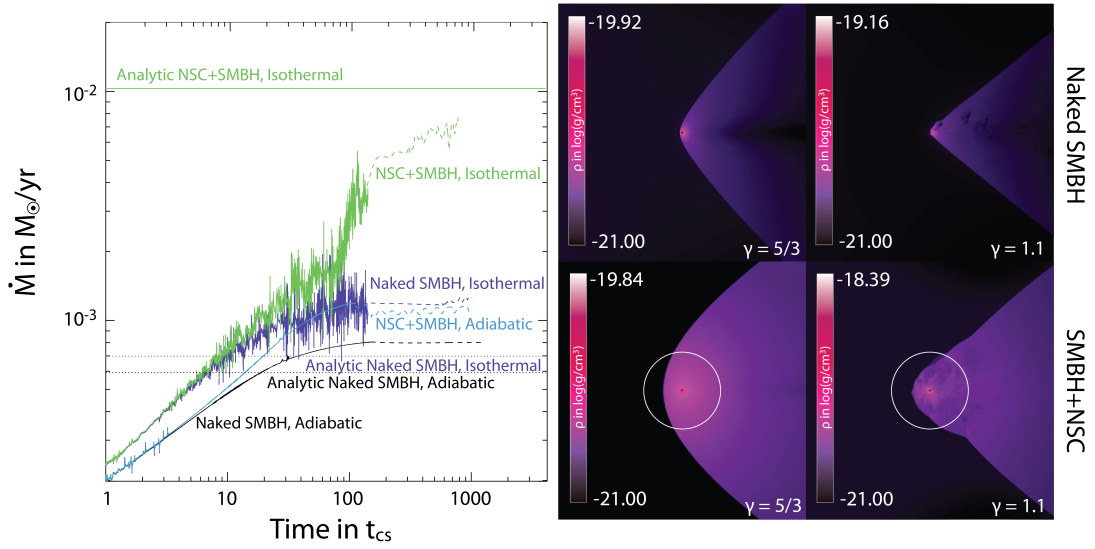 Ṁ in M☉/yr
10⁻²
10⁻³
Analytic NSC+SMBH, Isothermal
NSC+SMBH, Isothermal
Naked SMBH, Isothermal
NSC+SMBH, Adiabatic
Analytic Naked SMBH, Isothermal
Analytic Naked SMBH, Adiabatic
Naked SMBH, Adiabatic
1 10 100 1000
Time in tcs
-19.92
ρ in log(g/cm³)
-21.00
γ = 5/3
-19.16
ρ in log(g/cm³)
-21.00
γ = 1.1
Naked SMBH
-19.84
ρ in log(g/cm³)
-21.00
γ = 5/3
-18.39
ρ in log(g/cm³)
-21.00
γ = 1.1
SMBH+NSC